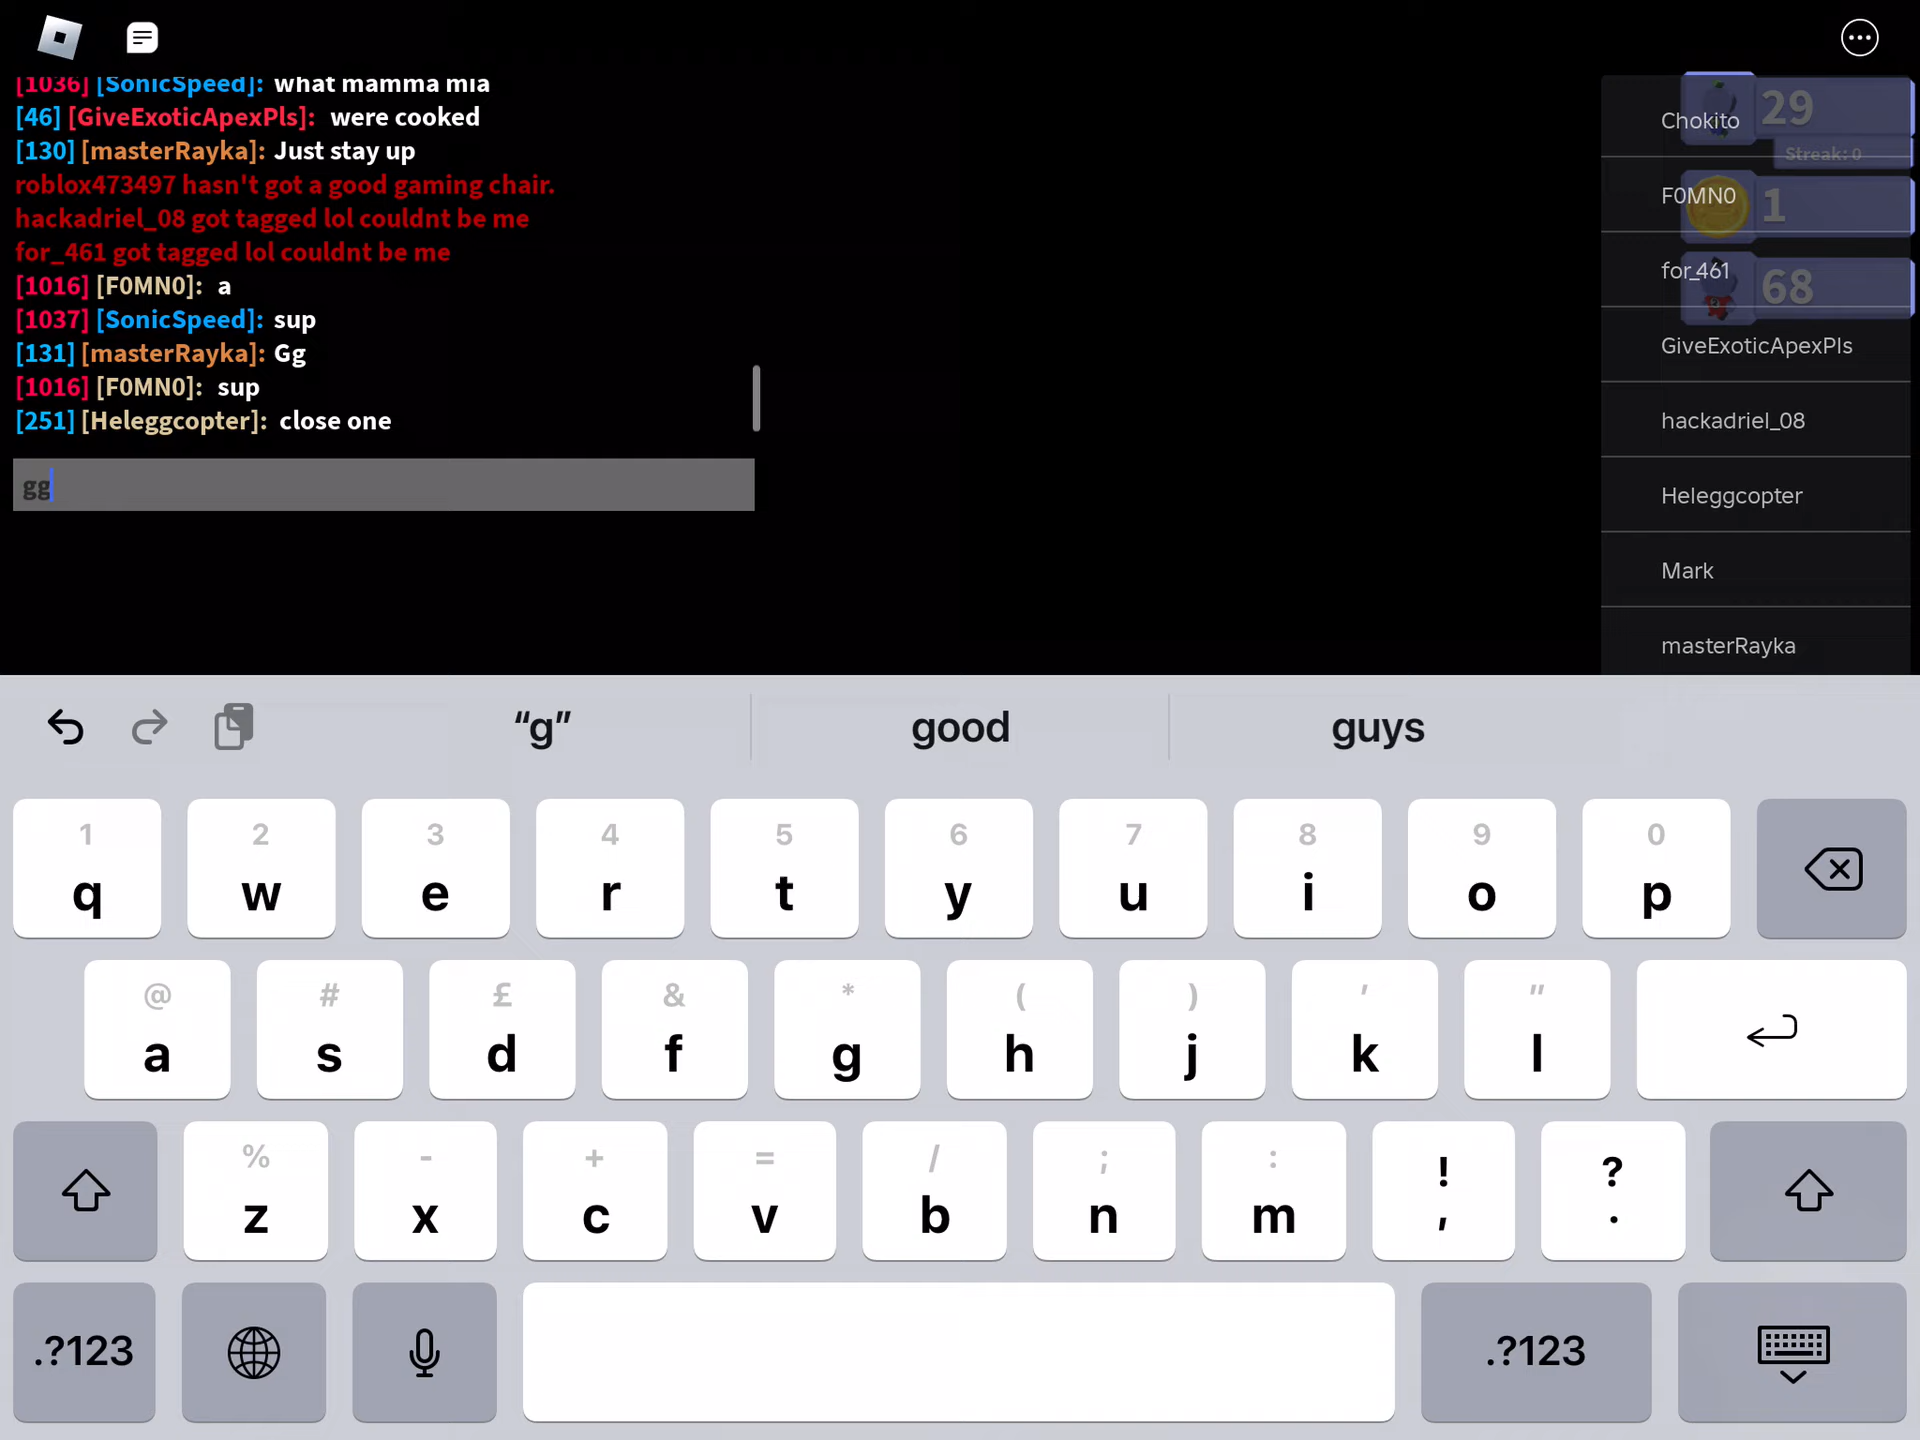 [1036] [SonicSpeed]: what mamma mia
[46] [GiveExoticApexPls]: were cooked
[130] [masterRayka]: Just stay up
roblox473497 hasn't got a good gaming chair.
hackadriel_08 got tagged lol couldnt be me
for_461 got tagged lol couldnt be me
[1016] [F0MN0]: a
[1037] [SonicSpeed]: sup
[131] [masterRayka]: Gg
[1016] [F0MN0]: sup
[251] [Heleggcopter]: close one
gg
Chokito
29
Streak: 0
F0MN0
1
for_461
68
GiveExoticApexPls
hackadriel_08
Heleggcopter
Mark
masterRayka
“g” good guys
1 2 3 4 5 6 7 8 9 0
q w e r t y u i o p
@ # £ & * ( ) ' "
a s d f g h j k l
% - + = / ; : ! ?
z x c v b n m , .
.?123 .?123